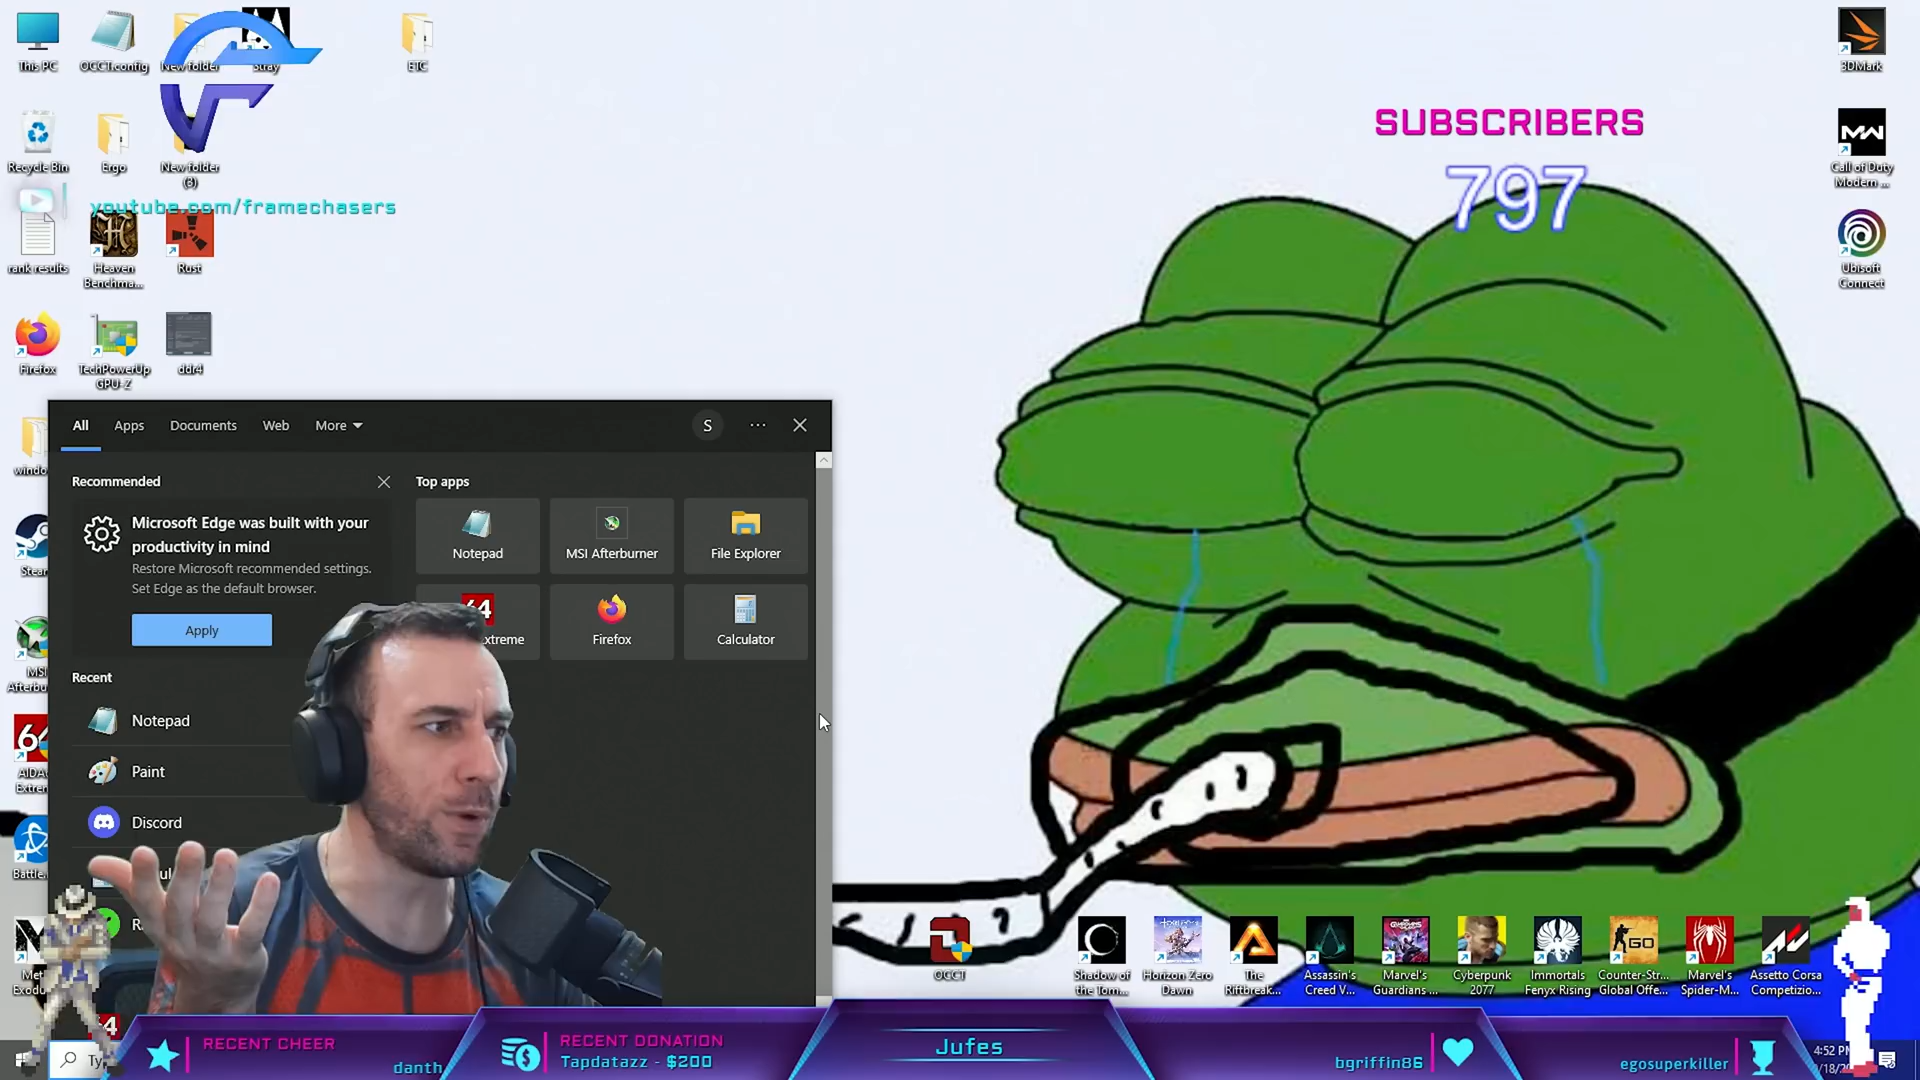 This PC
OCCT.config
New folder
Stray
ETC
3DMark
SUBSCRIBERS
797
Recycle Bin
Ergo
New folder
(3)
Call of Duty
Modern ...
youtube.com/framechasers
rank results
Heaven
Benchma...
Rust
Ubisoft
Connect
Firefox
TechPowerUp
GPU-Z
ddr4
All
Apps
Documents
Web
More
S
Recommended
Top apps
Microsoft Edge was built with your
productivity in mind
Restore Microsoft recommended settings.
Set Edge as the default browser.
Apply
Notepad
MSI Afterburner
File Explorer
Firefox
Calculator
Recent
Notepad
Paint
Discord
MSI
64
OCCT
Shadow of
the Tom...
Horizon Zero
Dawn
The
Riftbreak...
Assassin's
Creed V...
Marvel's
Guardians ...
Cyberpunk
2077
Immortals
Fenyx Rising
GO
Counter-Str...
Global Offe...
Marvel's
Spider-M...
Assetto Corsa
Competizio...
RECENT CHEER
danth
RECENT DONATION
Tapdatazz - $200
Jufes
bgriffin86
egosuperkiller